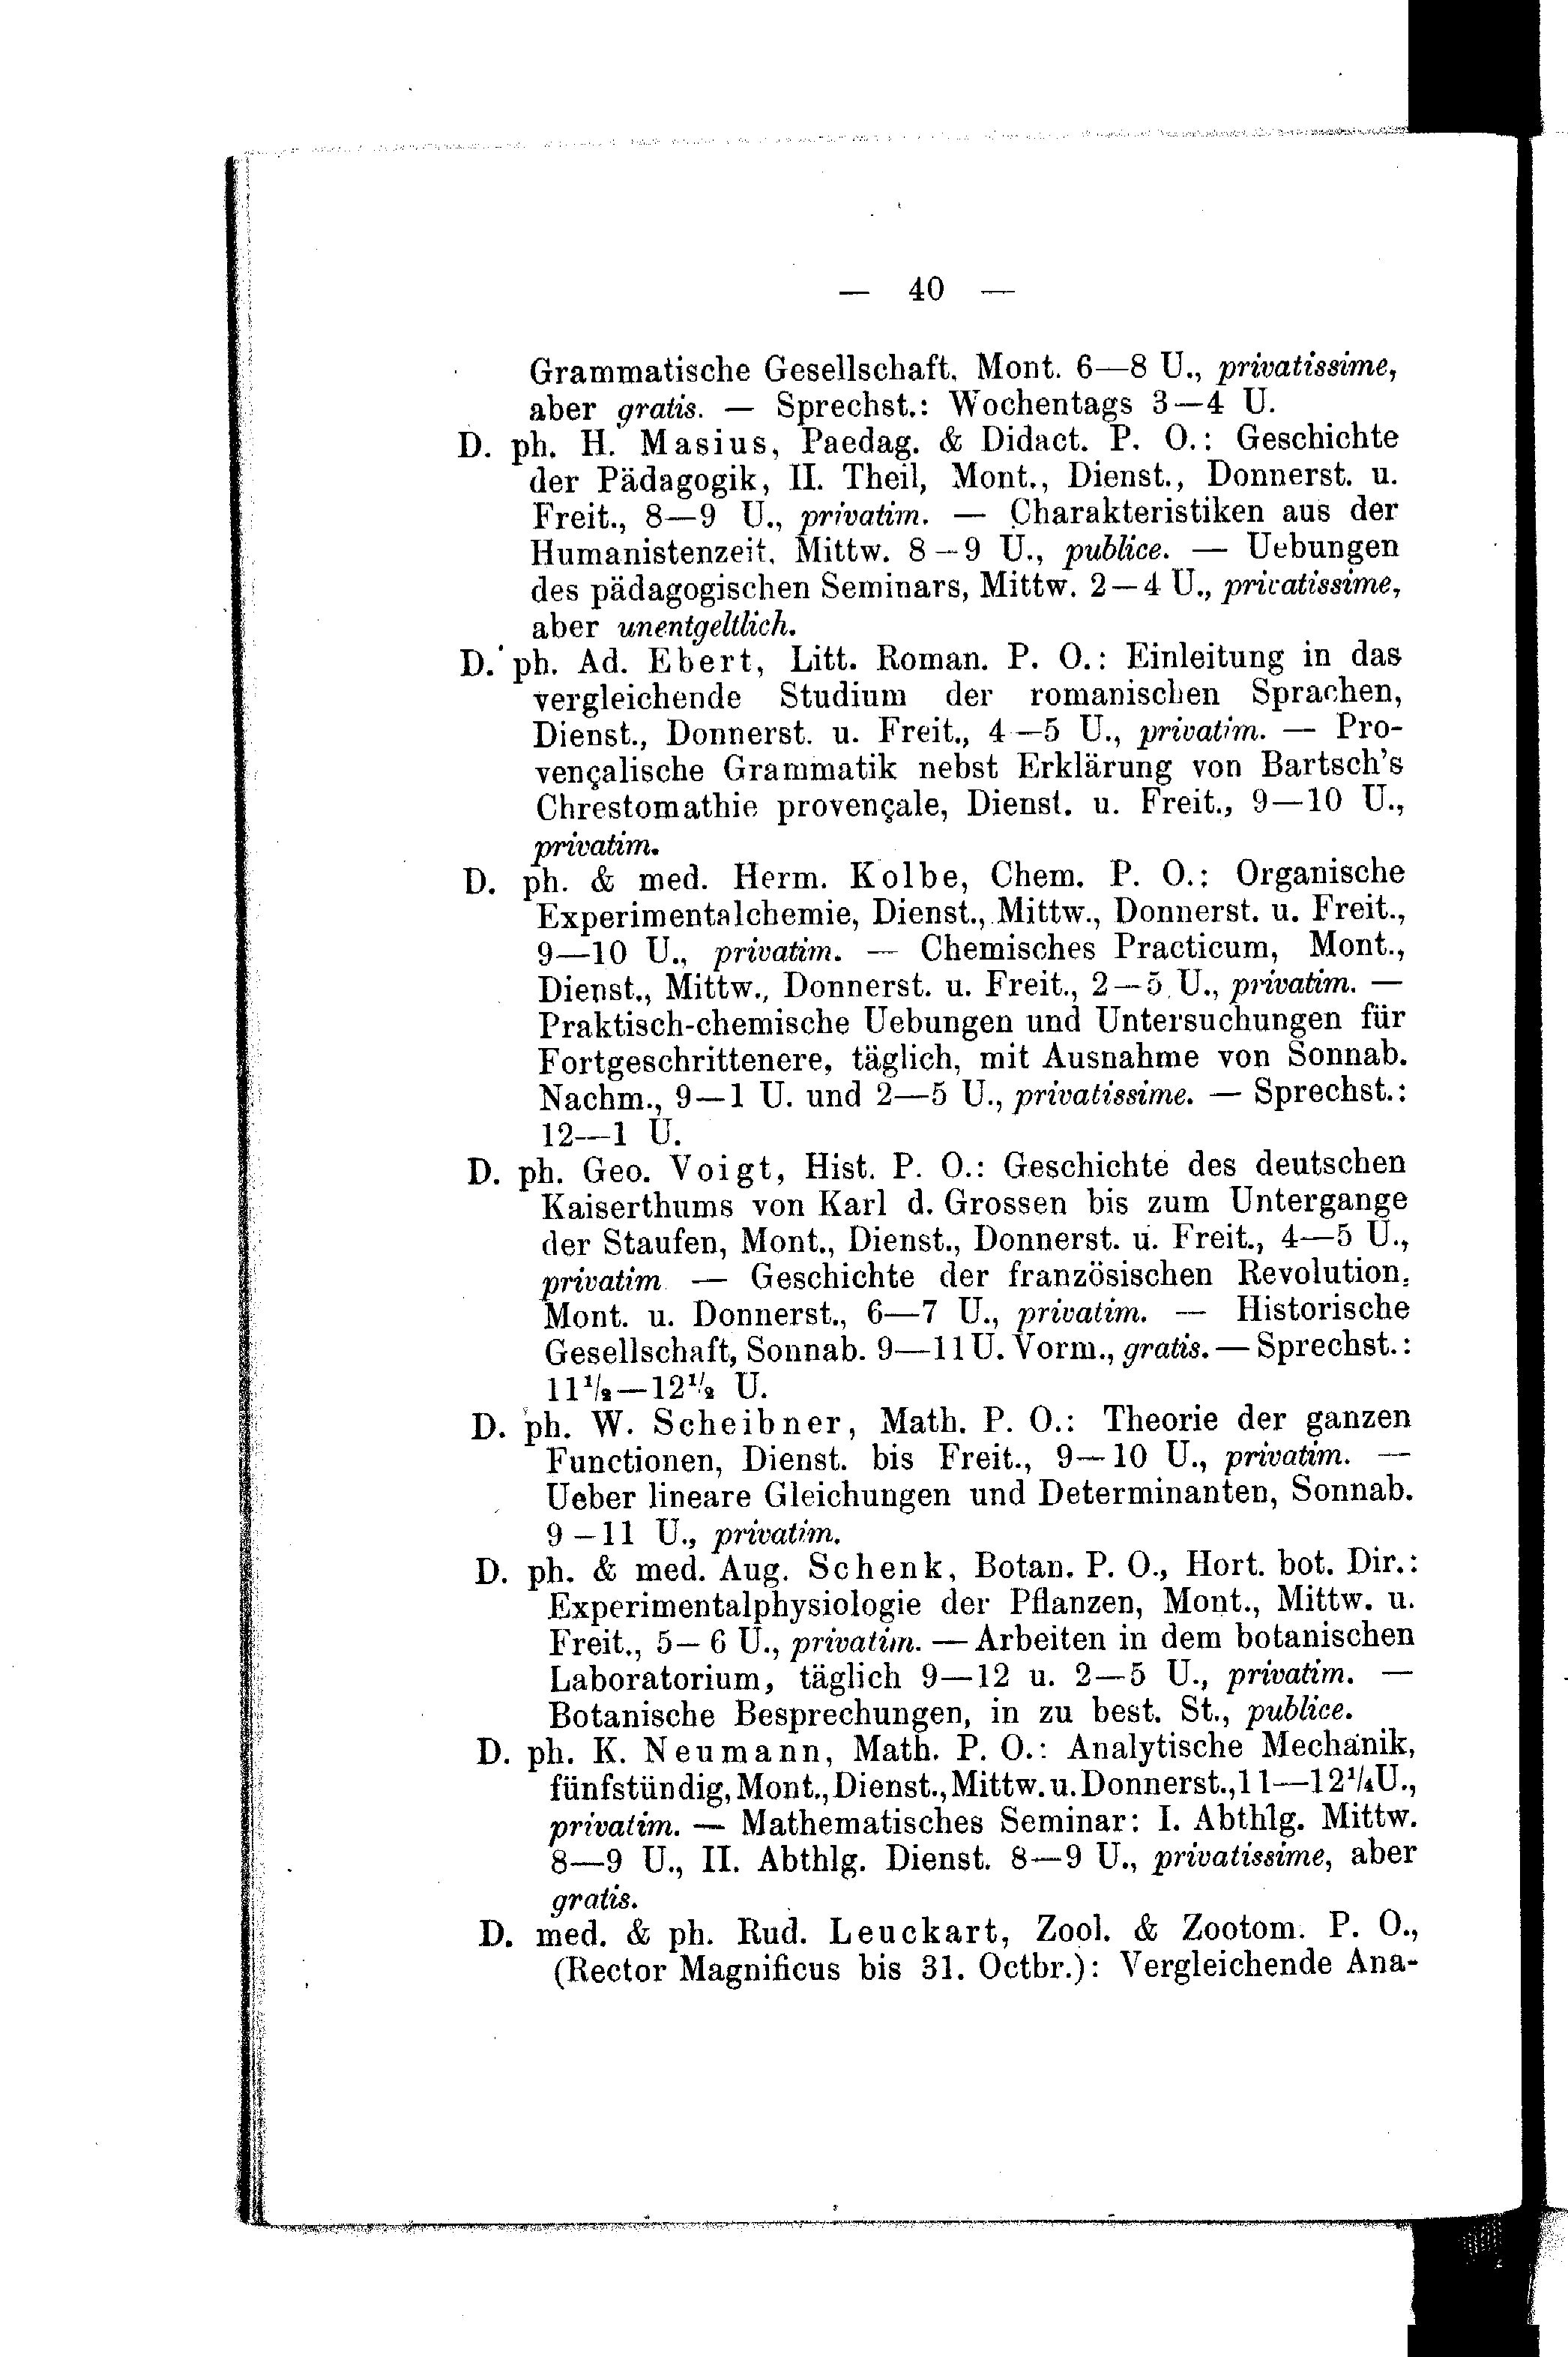 — 40 —
Grammatische Gesellschaft, Mont. 6—8 U., privatissime,
aber gratis. — Sprechst.: Wochentags 3—4 U.
D. ph. H. Masius, Paedag. & Didact. P. O.: Geschichte
der Pädagogik, II. Theil, Mont., Dienst., Donnerst. u.
Freit., 8—9 U., privatim. — Charakteristiken aus der
Humanistenzeit, Mittw. 8—9 U., publice. — Uebungen
des pädagogischen Seminars, Mittw. 2—4 U., privatissime,
aber unentgeltlich.
D. ph. Ad. Ebert, Litt. Roman. P. O.: Einleitung in das
vergleichende Studium der romanischen Sprachen,
Dienst., Donnerst. u. Freit., 4—5 U., privatim. — Pro-
vençalische Grammatik nebst Erklärung von Bartsch's
Chrestomathie provençale, Dienst. u. Freit., 9—10 U.,
privatim.
D. ph. & med. Herm. Kolbe, Chem. P. O.: Organische
Experimentalchemie, Dienst., Mittw., Donnerst. u. Freit.,
9—10 U., privatim. — Chemisches Practicum, Mont.,
Dienst., Mittw., Donnerst. u. Freit., 2—5 U., privatim. —
Praktisch-chemische Uebungen und Untersuchungen für
Fortgeschrittenere, täglich, mit Ausnahme von Sonnab.
Nachm., 9—1 U. und 2—5 U., privatissime. — Sprechst.:
12—1 U.
D. ph. Geo. Voigt, Hist. P. O.: Geschichte des deutschen
Kaiserthums von Karl d. Grossen bis zum Untergange
der Staufen, Mont., Dienst., Donnerst. u. Freit., 4—5 U.,
privatim — Geschichte der französischen Revolution,
Mont. u. Donnerst., 6—7 U., privatim. — Historische
Gesellschaft, Sonnab. 9—11 U. Vorm., gratis. — Sprechst.:
11½—12½ U.
D. ph. W. Scheibner, Math. P. O.: Theorie der ganzen
Functionen, Dienst. bis Freit., 9—10 U., privatim. —
Ueber lineare Gleichungen und Determinanten, Sonnab.
9—11 U., privatim.
D. ph. & med. Aug. Schenk, Botan. P. O., Hort. bot. Dir.:
Experimentalphysiologie der Pflanzen, Mont., Mittw. u.
Freit., 5—6 U., privatim. — Arbeiten in dem botanischen
Laboratorium, täglich 9—12 u. 2—5 U., privatim. —
Botanische Besprechungen, in zu best. St., publice.
D. ph. K. Neumann, Math. P. O.: Analytische Mechanik,
fünfstündig, Mont., Dienst., Mittw. u. Donnerst., 11—12¼ U.,
privatim. — Mathematisches Seminar: I. Abthlg. Mittw.
8—9 U., II. Abthlg. Dienst. 8—9 U., privatissime, aber
gratis.
D. med. & ph. Rud. Leuckart, Zool. & Zootom. P. O.,
(Rector Magnificus bis 31. Octbr.): Vergleichende Ana-